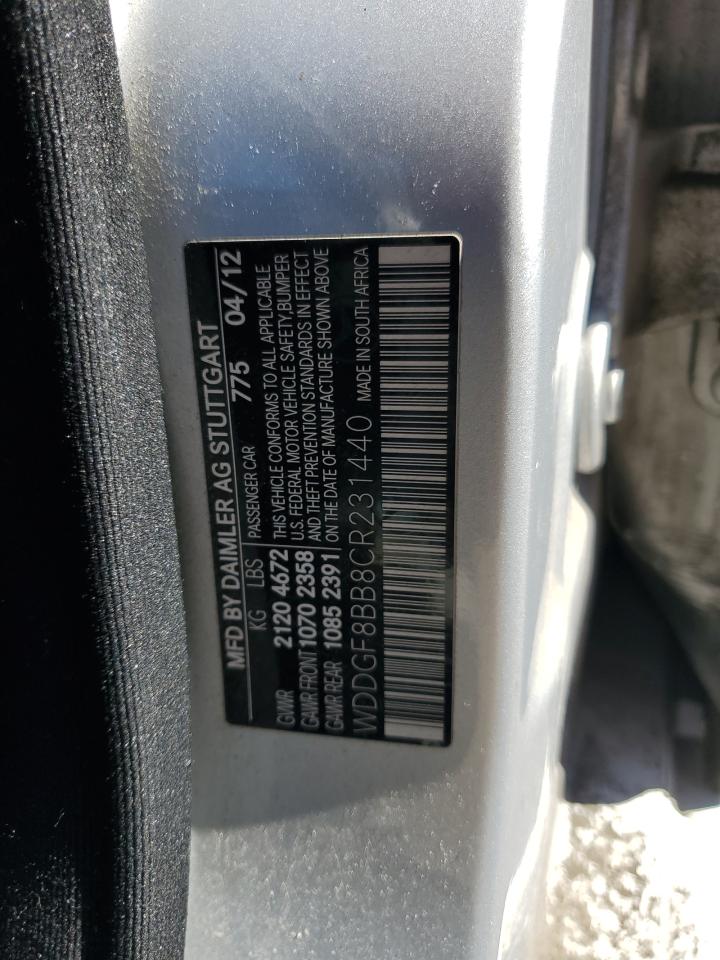 MFD BY DAIMLER AG STUTTGART
KG LBS PASSENGER CAR 775 04/12
GVWR 2120 4672 THIS VEHICLE CONFORMS TO ALL APPLICABLE
U.S. FEDERAL MOTOR VEHICLE SAFETY,BUMPER
GAWR FRONT 1070 2358 AND THEFT PREVENTION STANDARDS IN EFFECT
GAWR REAR 1085 2391 ON THE DATE OF MANUFACTURE SHOWN ABOVE
WDDGF8BB8CR231440 MADE IN SOUTH AFRICA